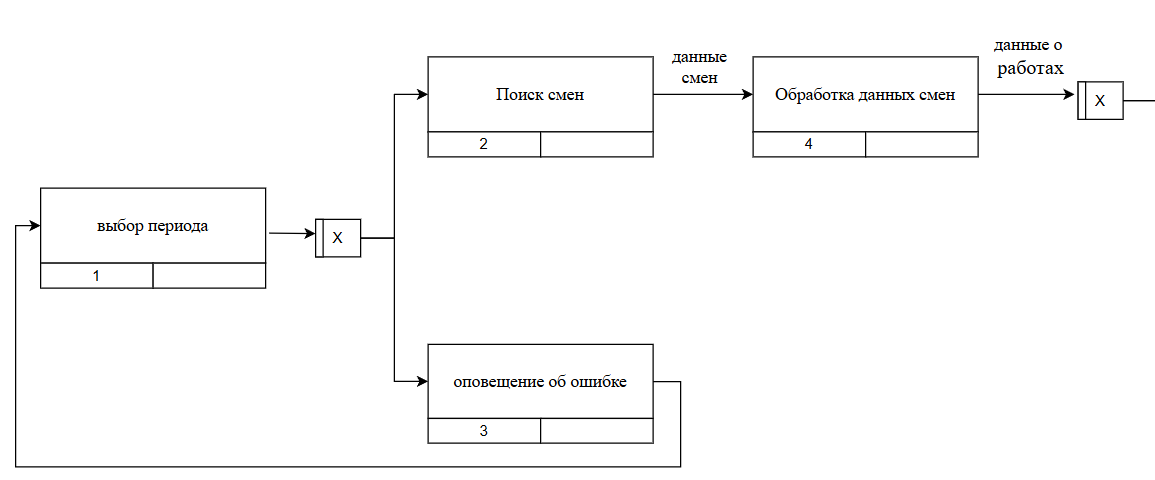 данные о
работах
данные
смен
Поиск смен
2
Обработка данных смен
4
X
выбор периода
1
X
оповещение об ошибке
3